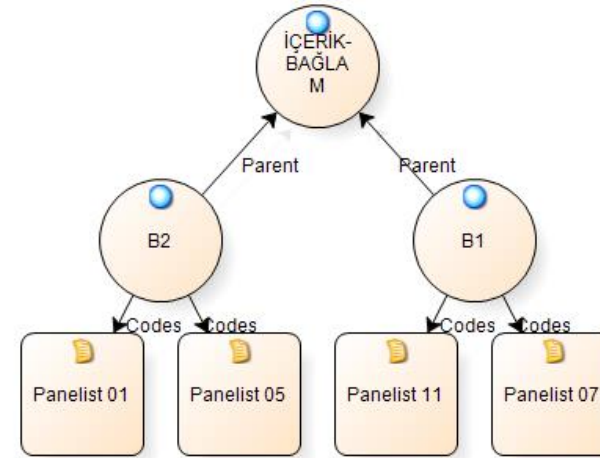 İÇERİK-
BAĞLA
M
Parent
Parent
B2
B1
Codes
Codes
Codes
Codes
Panelist 01
Panelist 05
Panelist 11
Panelist 07